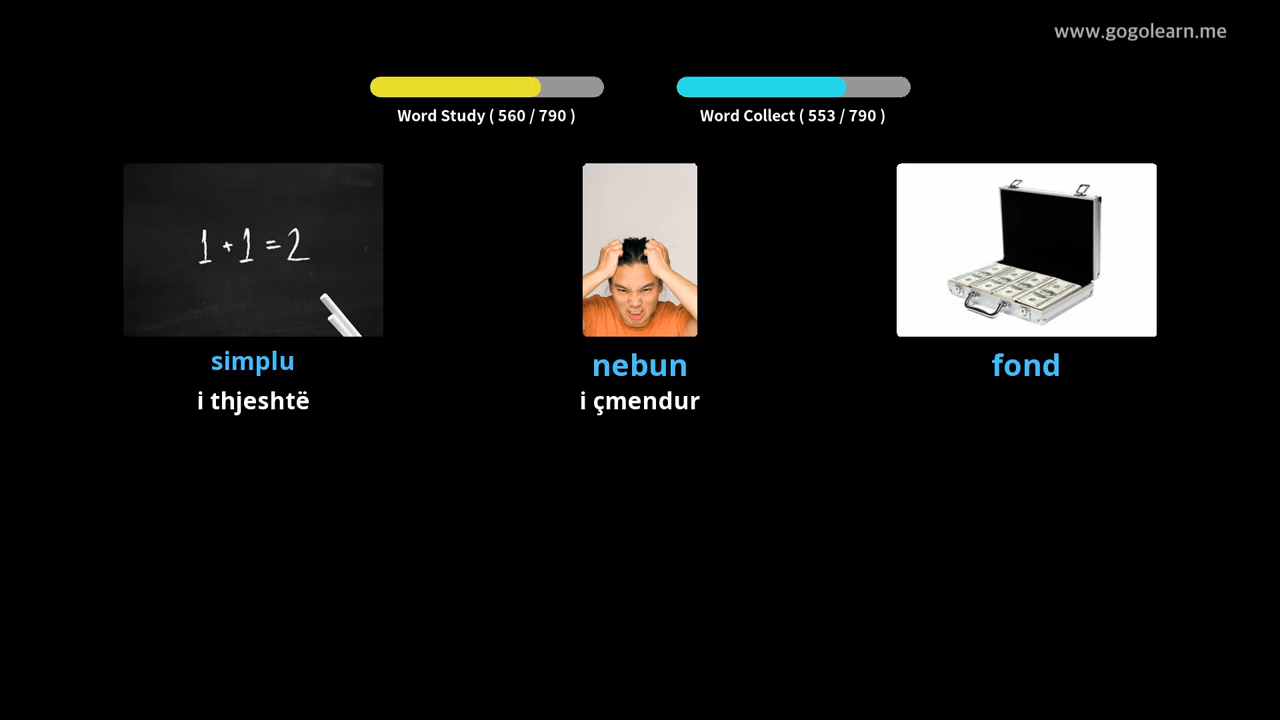 www.gogolearn.me
Word Study ( 560 / 790 )
Word Collect ( 553 / 790 )
1 + 1 = 2
simplu
i thjeshtë
nebun
i çmendur
fond